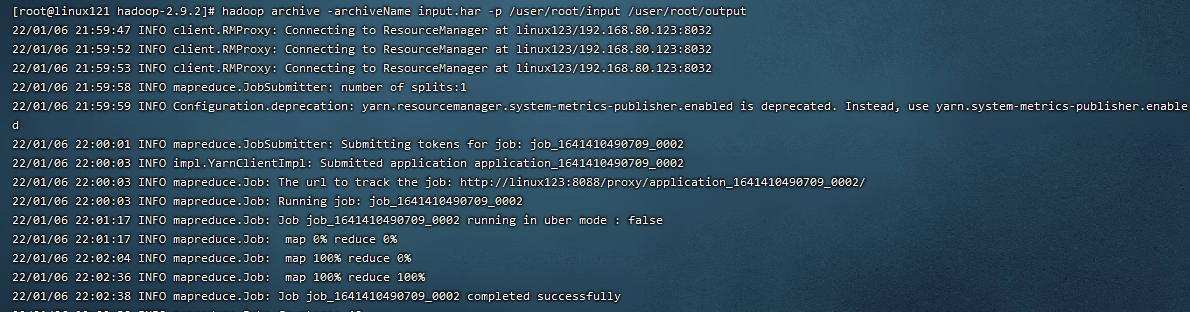 [root@linux121 hadoop-2.9.2]# hadoop archive -archiveName input.har -p /user/root/input /user/root/output
22/01/06 21:59:47 INFO client.RMProxy: Connecting to ResourceManager at linux123/192.168.80.123:8032
22/01/06 21:59:52 INFO client.RMProxy: Connecting to ResourceManager at linux123/192.168.80.123:8032
22/01/06 21:59:53 INFO client.RMProxy: Connecting to ResourceManager at linux123/192.168.80.123:8032
22/01/06 21:59:58 INFO mapreduce.JobSubmitter: number of splits:1
22/01/06 21:59:59 INFO Configuration.deprecation: yarn.resourcemanager.system-metrics-publisher.enabled is deprecated. Instead, use yarn.system-metrics-publisher.enable
d
22/01/06 22:00:01 INFO mapreduce.JobSubmitter: Submitting tokens for job: job_1641410490709_0002
22/01/06 22:00:03 INFO impl.YarnClientImpl: Submitted application application_1641410490709_0002
22/01/06 22:00:03 INFO mapreduce.Job: The url to track the job: http://linux123:8088/proxy/application_1641410490709_0002/
22/01/06 22:00:03 INFO mapreduce.Job: Running job: job_1641410490709_0002
22/01/06 22:01:17 INFO mapreduce.Job: Job job_1641410490709_0002 running in uber mode : false
22/01/06 22:01:17 INFO mapreduce.Job:  map 0% reduce 0%
22/01/06 22:02:04 INFO mapreduce.Job:  map 100% reduce 0%
22/01/06 22:02:36 INFO mapreduce.Job:  map 100% reduce 100%
22/01/06 22:02:38 INFO mapreduce.Job: Job job_1641410490709_0002 completed successfully